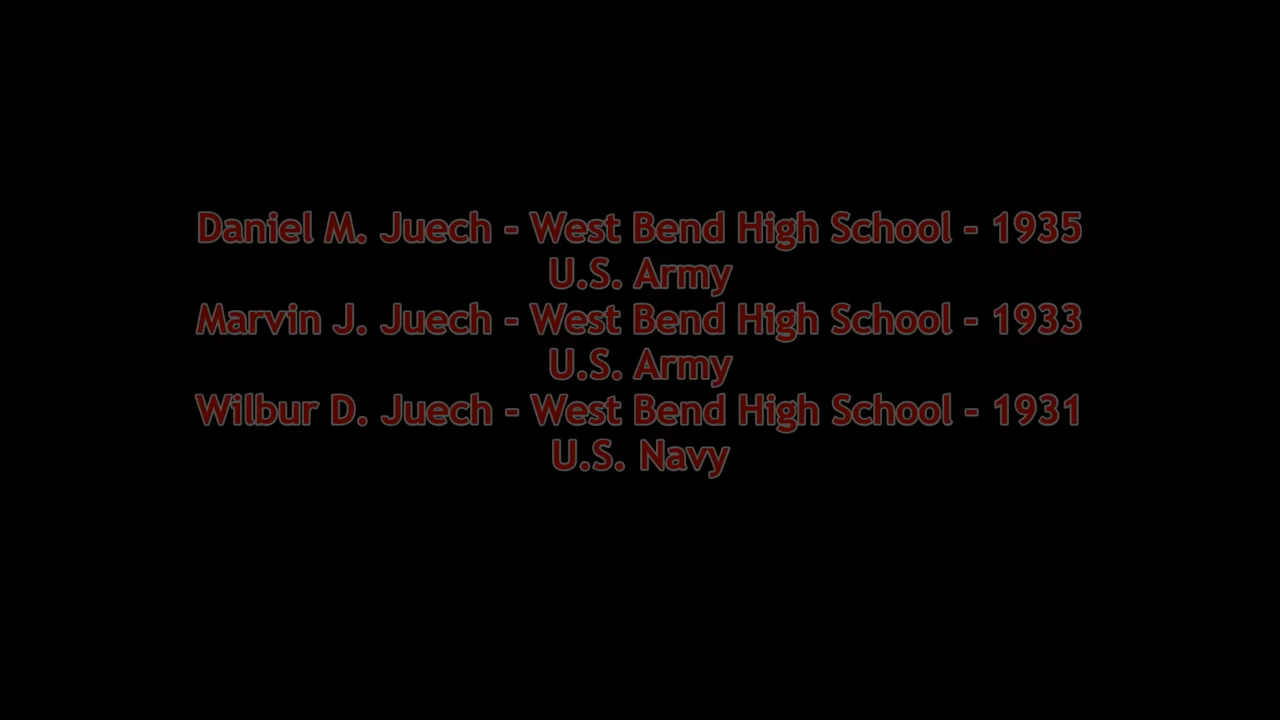 Daniel M. Juech - West Bend High School - 1935
U.S. Army
Marvin J. Juech - West Bend High School - 1933
U.S. Army
Wilbur D. Juech - West Bend High School - 1931
U.S. Navy